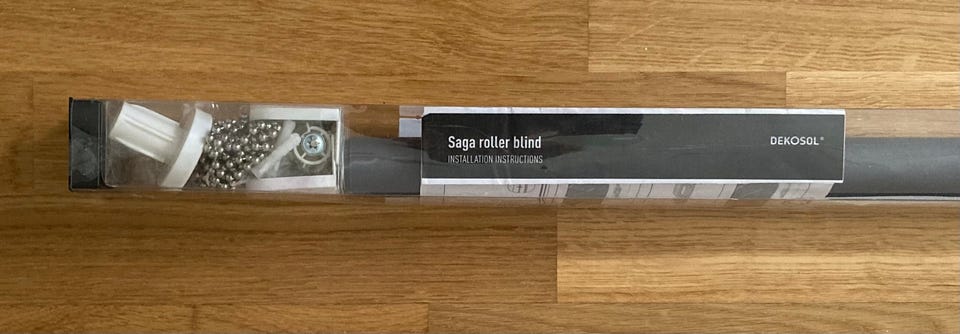 Saga roller blind
DEKOSOL®
INSTALLATION INSTRUCTIONS